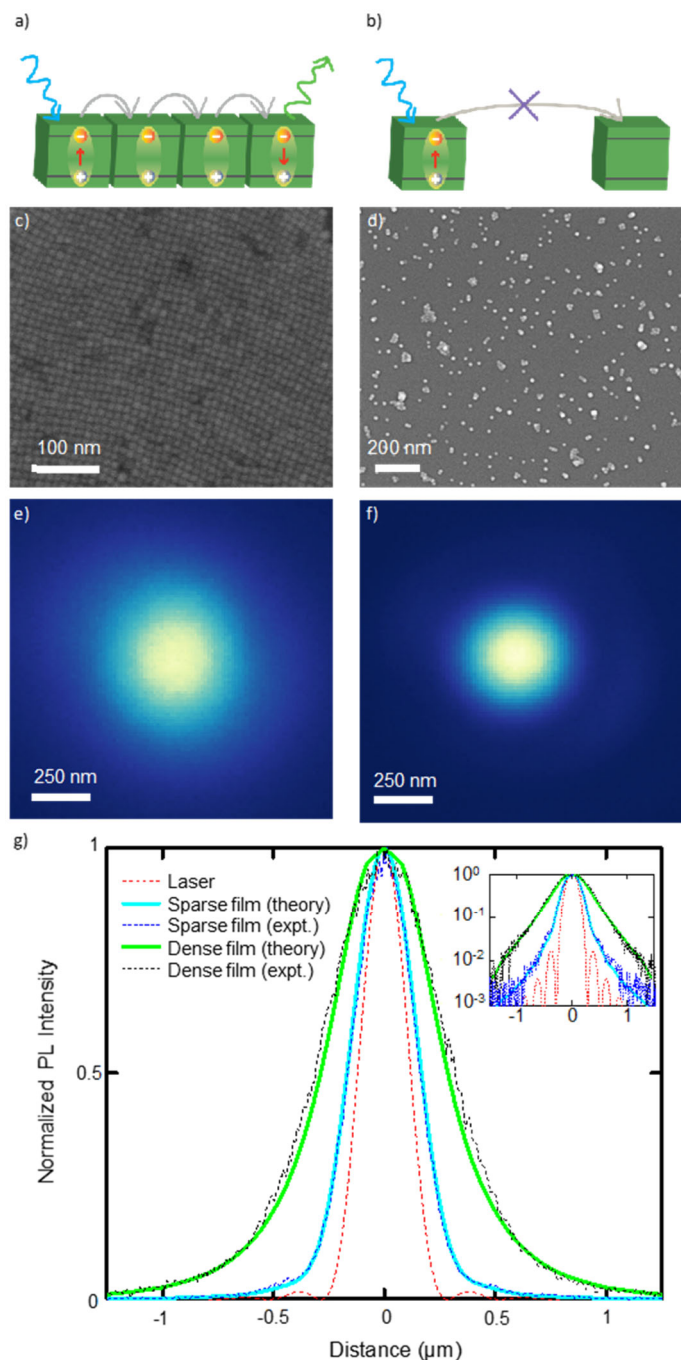 a)
b)
c)
100 nm
d)
200 nm
e)
250 nm
f)
250 nm
g)
1
0.5
0
Normalized PL Intensity
Laser
Sparse film (theory)
Sparse film (expt.)
Dense film (theory)
Dense film (expt.)
10⁰
10⁻¹
10⁻²
10⁻³
-1 0 1
-1 -0.5 0 0.5 1
Distance (µm)